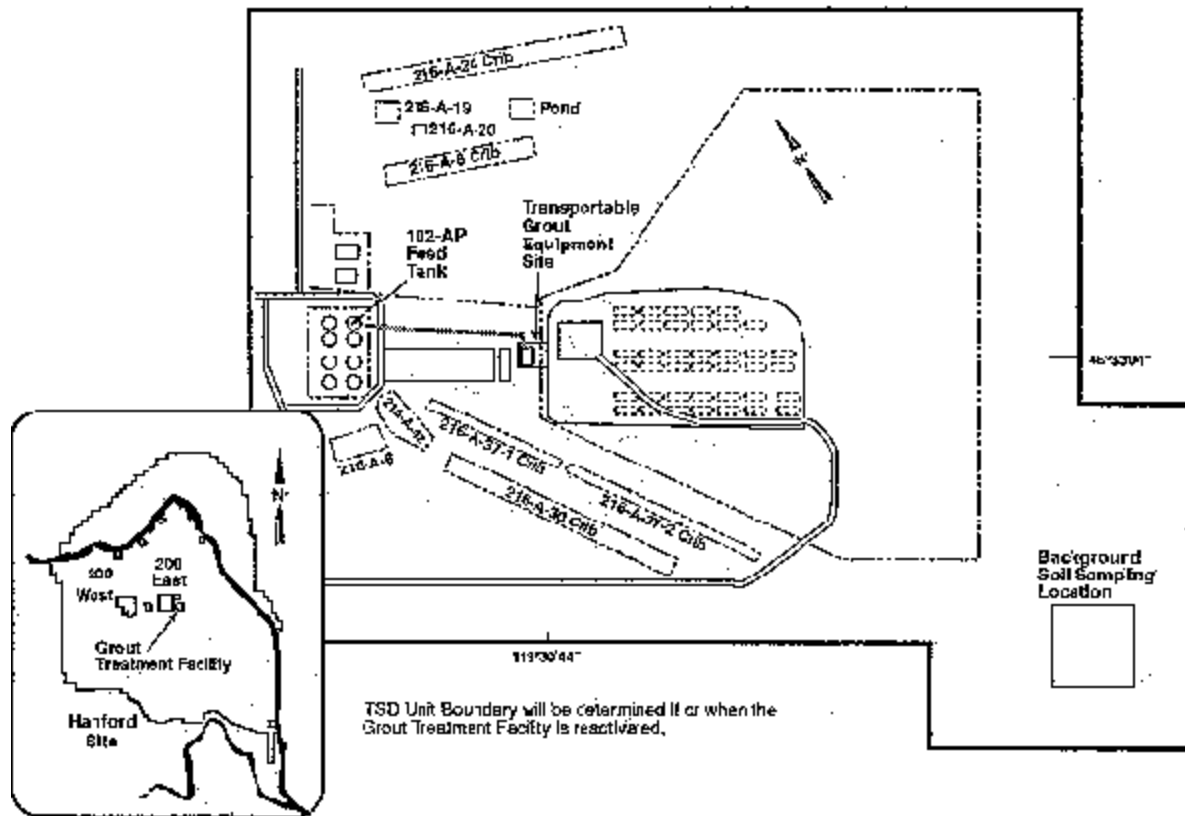 216-A-24 Crib
216-A-19
Pond
216-A-20
216-A-8 Crib
Transportable
Grout
Equipment
Site
102-AP
Feed
Tank
N
216-A-37-1 Crib
216-A-30 Crib
216-A-37-2 Crib
N
200
West
200
East
Grout
Treatment Facility
Hanford
Site
Background
Soil Sampling
Location
119°30'44"
TSD Unit Boundary will be determined if or when the
Grout Treatment Facility is reactivated.